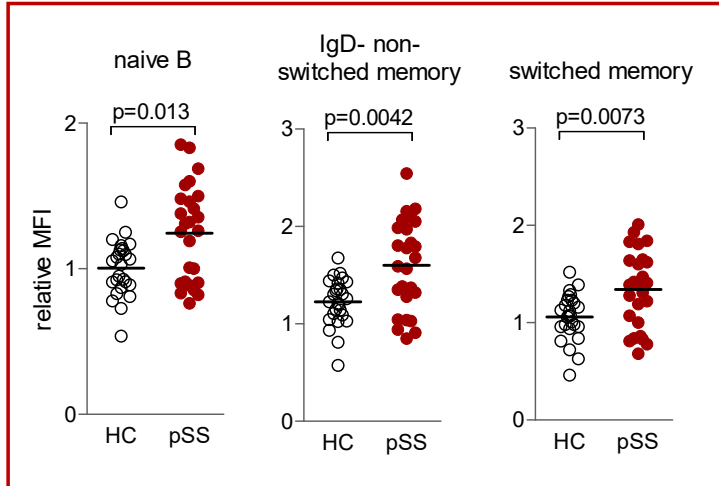 naive B
p=0.013
2
1
0
relative MFI
HC pSS
IgD- non-
switched memory
p=0.0042
3
2
1
0
HC pSS
switched memory
p=0.0073
3
2
1
0
HC pSS